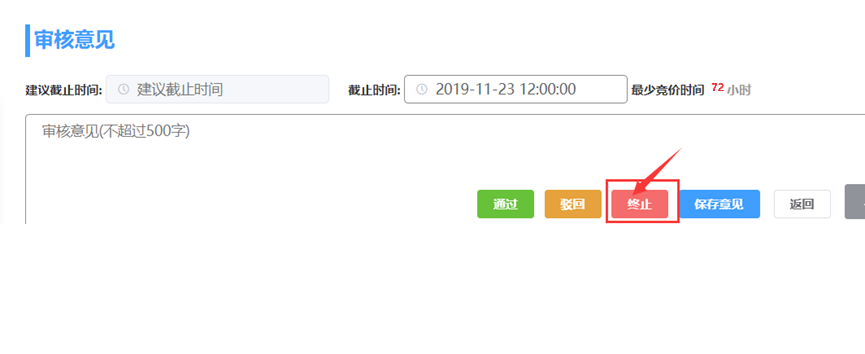 审核意见
建议截止时间: 建议截止时间 截止时间: 2019-11-23 12:00:00 最少竞价时间 72 小时
审核意见(不超过500字)
通过 驳回 终止 保存意见 返回